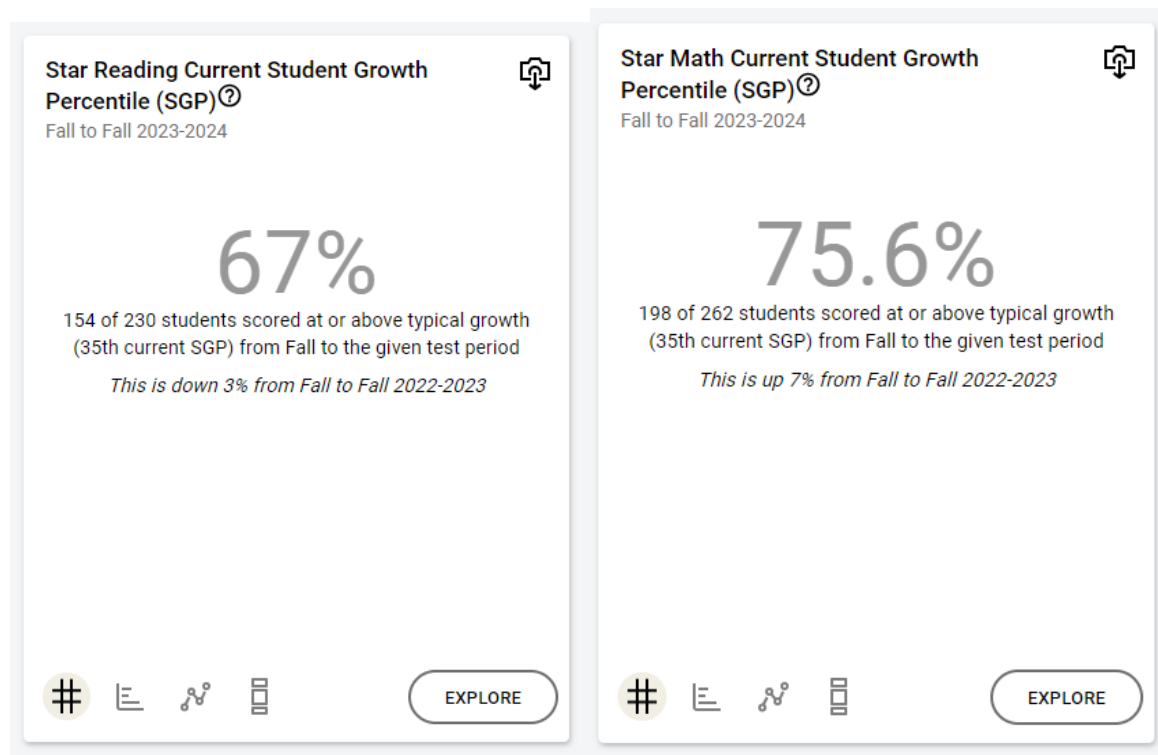 Star Reading Current Student Growth
Percentile (SGP)?
Fall to Fall 2023-2024
67%
154 of 230 students scored at or above typical growth
(35th current SGP) from Fall to the given test period
This is down 3% from Fall to Fall 2022-2023
EXPLORE
Star Math Current Student Growth
Percentile (SGP)?
Fall to Fall 2023-2024
75.6%
198 of 262 students scored at or above typical growth
(35th current SGP) from Fall to the given test period
This is up 7% from Fall to Fall 2022-2023
EXPLORE